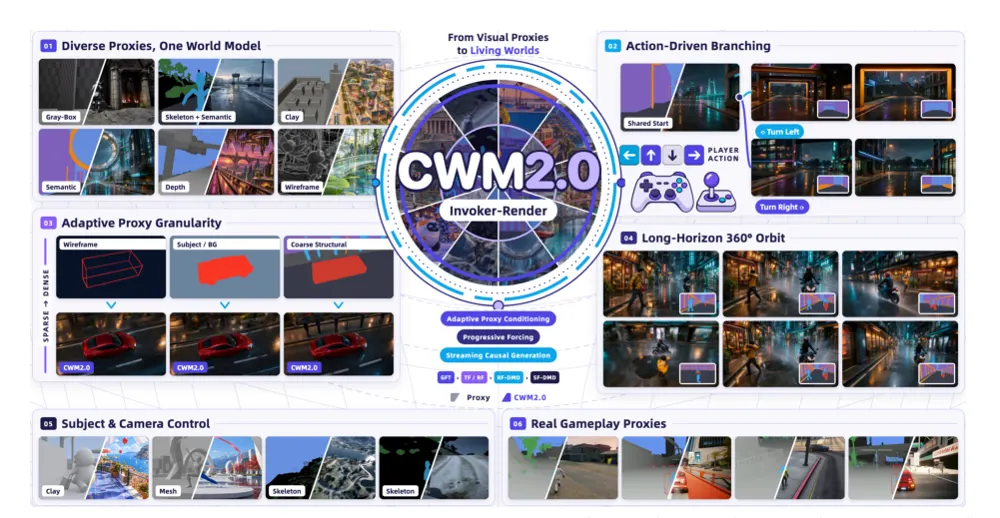 01 Diverse Proxies, One World Model
Gray-Box
Skeleton + Semantic
Clay
Semantic
Depth
Wireframe
From Visual Proxies
to Living Worlds
CWM2.0
Invoker-Render
Adaptive Proxy Conditioning
Progressive Forcing
Streaming Causal Generation
GFT • TF / RF • RF-DMD • SF-DMD
Proxy CWM2.0
02 Action-Driven Branching
Shared Start
Turn Left
PLAYER
ACTION
Turn Right
03 Adaptive Proxy Granularity
SPARSE → DENSE
Wireframe
Subject / BG
Coarse Structural
CWM2.0
CWM2.0
CWM2.0
04 Long-Horizon 360° Orbit
05 Subject & Camera Control
Clay
Mesh
Skeleton
Skeleton
06 Real Gameplay Proxies